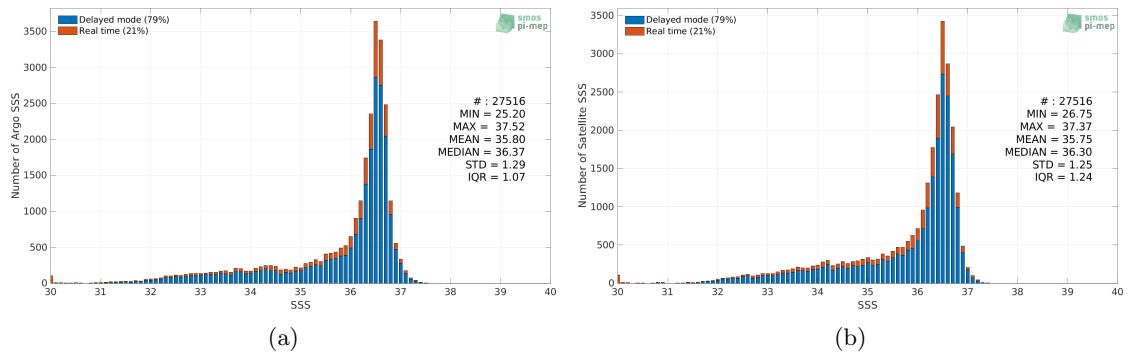 Delayed mode (79%)
Real time (21%)
smos
pi-mep
# : 27516
MIN = 25.20
MAX = 37.52
MEAN = 35.80
MEDIAN = 36.37
STD = 1.29
IQR = 1.07
Number of Argo SSS
3500
3000
2500
2000
1500
1000
500
0
30 31 32 33 34 35 36 37 38 39 40
SSS
(a)
Delayed mode (79%)
Real time (21%)
smos
pi-mep
# : 27516
MIN = 26.75
MAX = 37.37
MEAN = 35.75
MEDIAN = 36.30
STD = 1.25
IQR = 1.24
Number of Satellite SSS
3500
3000
2500
2000
1500
1000
500
0
30 31 32 33 34 35 36 37 38 39 40
SSS
(b)